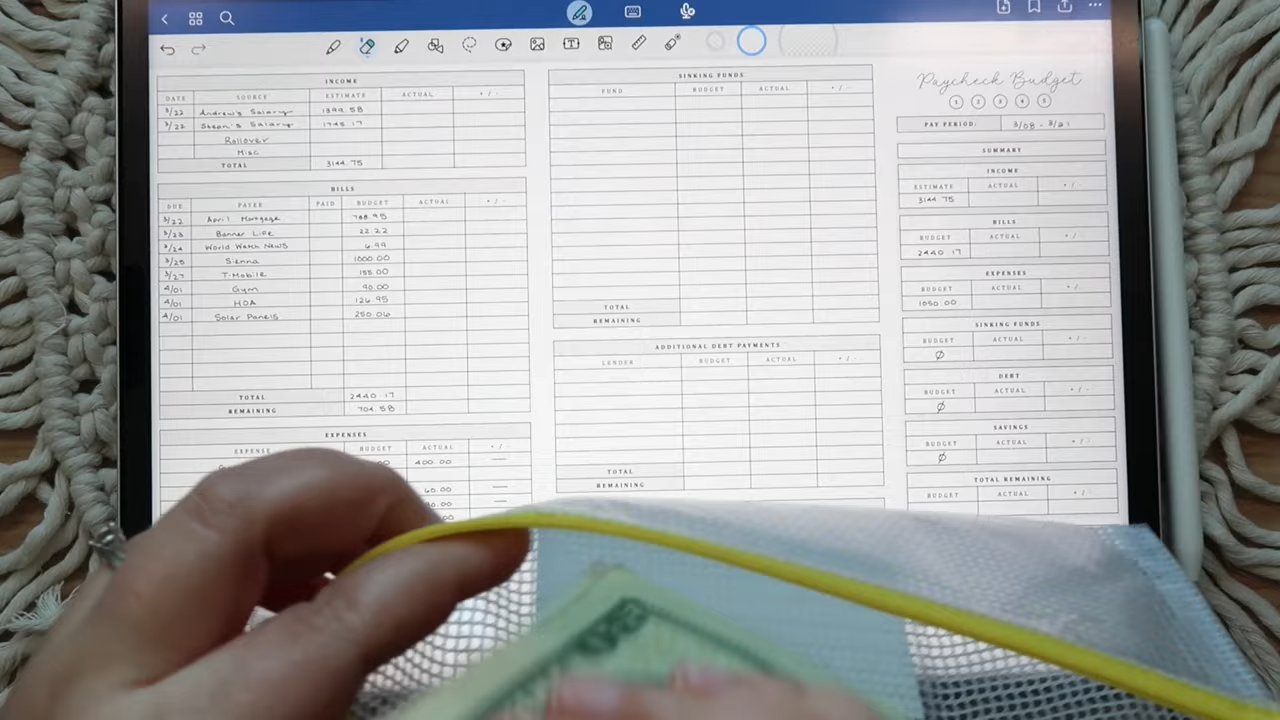 INCOME
DATE SOURCE ESTIMATE ACTUAL + / -
3/22 Andrew's Salary 1399.58
3/22 Shean's Salary 1745.17
Rollover
Misc
TOTAL 3144.75
BILLS
DUE PAYEE PAID BUDGET ACTUAL + / -
3/22 April Mortgage 788.95
3/23 Banner Life 22.22
3/24 World Watch News 6.99
3/25 Sienna 1000.00
3/27 T-Mobile 155.00
4/01 Gym 90.00
4/01 HOA 126.95
4/01 Solar Panels 250.06
TOTAL 2440.17
REMAINING 704.58
EXPENSES
EXPENSE BUDGET ACTUAL + / -
400.00 —
60.00 —
SINKING FUNDS
FUND BUDGET ACTUAL + / -
TOTAL
REMAINING
ADDITIONAL DEBT PAYMENTS
LENDER BUDGET ACTUAL + / -
TOTAL
REMAINING
Paycheck Budget
1 2 3 4 5
PAY PERIOD: 3/08 - 3/21
SUMMARY
INCOME
ESTIMATE ACTUAL + / -
3144.75
BILLS
BUDGET ACTUAL + / -
2440.17
EXPENSES
BUDGET ACTUAL + / -
1050.00
SINKING FUNDS
BUDGET ACTUAL + / -
Ø
DEBT
BUDGET ACTUAL + / -
Ø
SAVINGS
BUDGET ACTUAL + / -
Ø
TOTAL REMAINING
BUDGET ACTUAL + / -